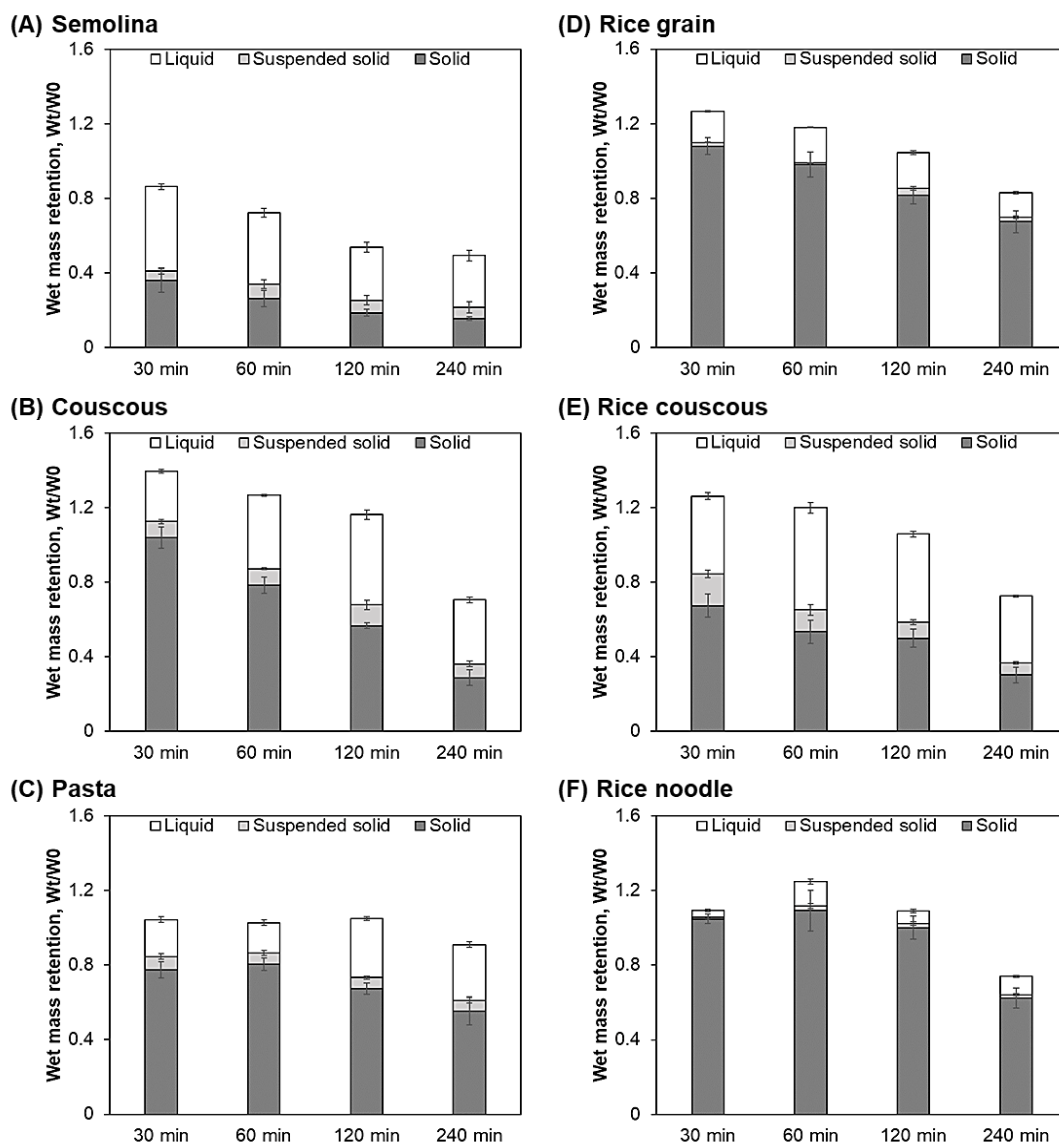 (A) Semolina
Wet mass retention, Wt/W0
1.6
1.2
0.8
0.4
0
Liquid Suspended solid Solid
30 min 60 min 120 min 240 min
(D) Rice grain
Wet mass retention, Wt/W0
1.6
1.2
0.8
0.4
0
Liquid Suspended solid Solid
30 min 60 min 120 min 240 min
(B) Couscous
Wet mass retention, Wt/W0
1.6
1.2
0.8
0.4
0
Liquid Suspended solid Solid
30 min 60 min 120 min 240 min
(E) Rice couscous
Wet mass retention, Wt/W0
1.6
1.2
0.8
0.4
0
Liquid Suspended solid Solid
30 min 60 min 120 min 240 min
(C) Pasta
Wet mass retention, Wt/W0
1.6
1.2
0.8
0.4
0
Liquid Suspended solid Solid
30 min 60 min 120 min 240 min
(F) Rice noodle
Wet mass retention, Wt/W0
1.6
1.2
0.8
0.4
0
Liquid Suspended solid Solid
30 min 60 min 120 min 240 min